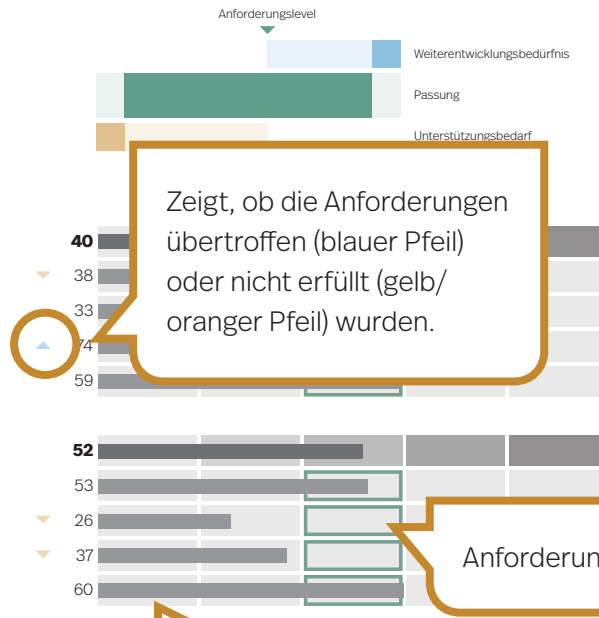 Anforderungslevel
Weiterentwicklungsbedürfnis
Passung
Unterstützungsbedarf
Zeigt, ob die Anforderungen
übertroffen (blauer Pfeil)
oder nicht erfüllt (gelb/
oranger Pfeil) wurden.
40
38
33
74
59
52
53
26
37
60
Anforderun